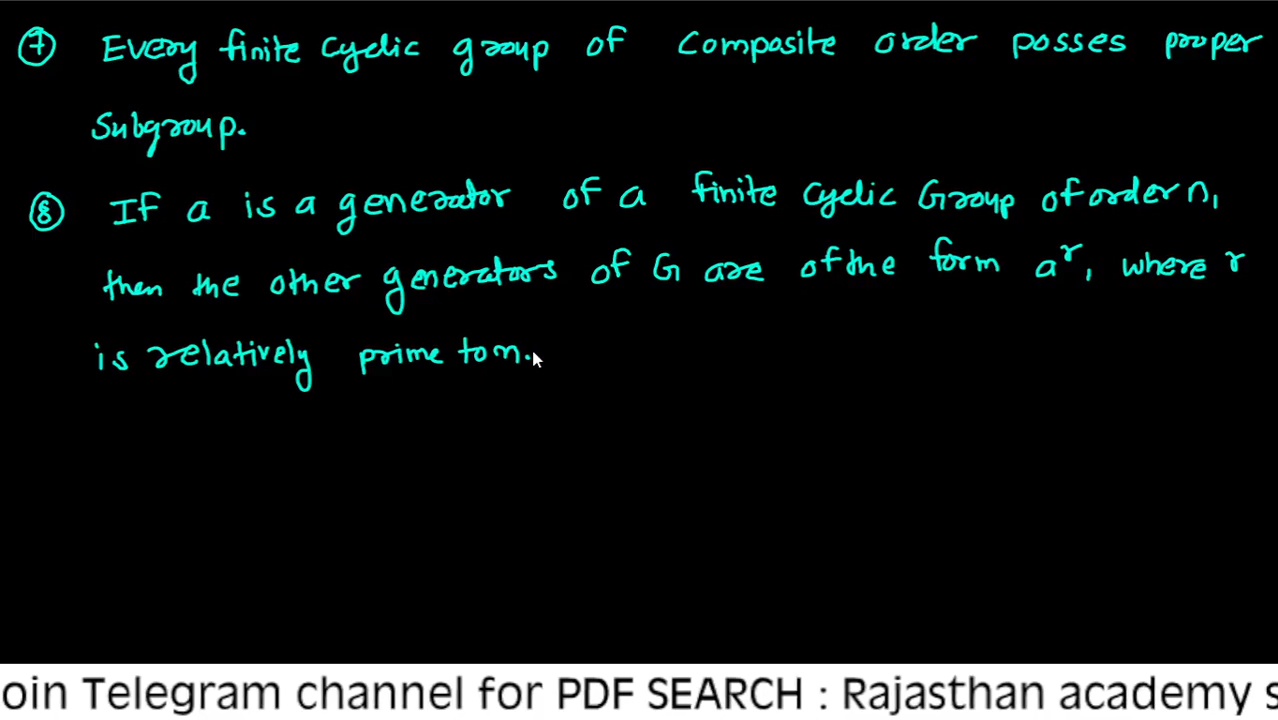 ⑦ Every finite cyclic group of composite order posses proper
Subgroup.
⑧ If a is a generator of a finite cyclic Group of order n,
then the other generators of G are of the form aʳ, where r
is relatively prime to n.
oin Telegram channel for PDF SEARCH : Rajasthan academy s